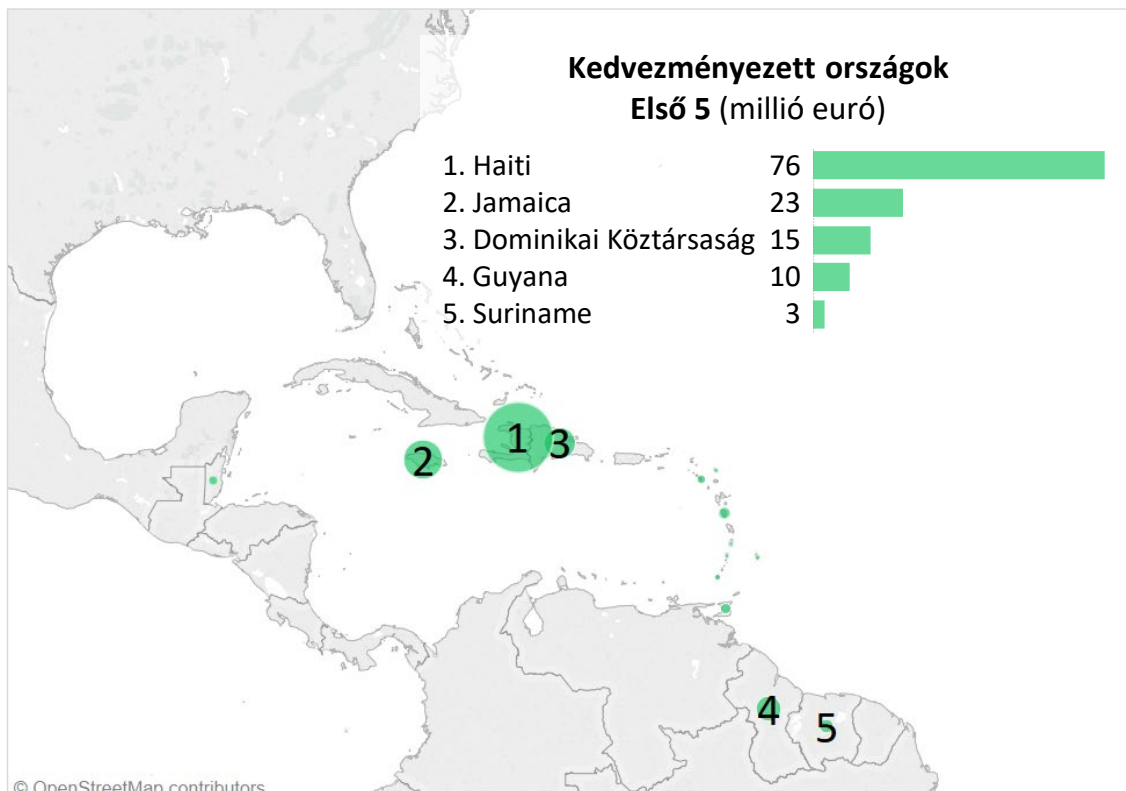 Kedvezményezett országok
Első 5 (millió euró)
1. Haiti 76
2. Jamaica 23
3. Dominikai Köztársaság 15
4. Guyana 10
5. Suriname 3
1
2
3
4
5
© OpenStreetMap contributors